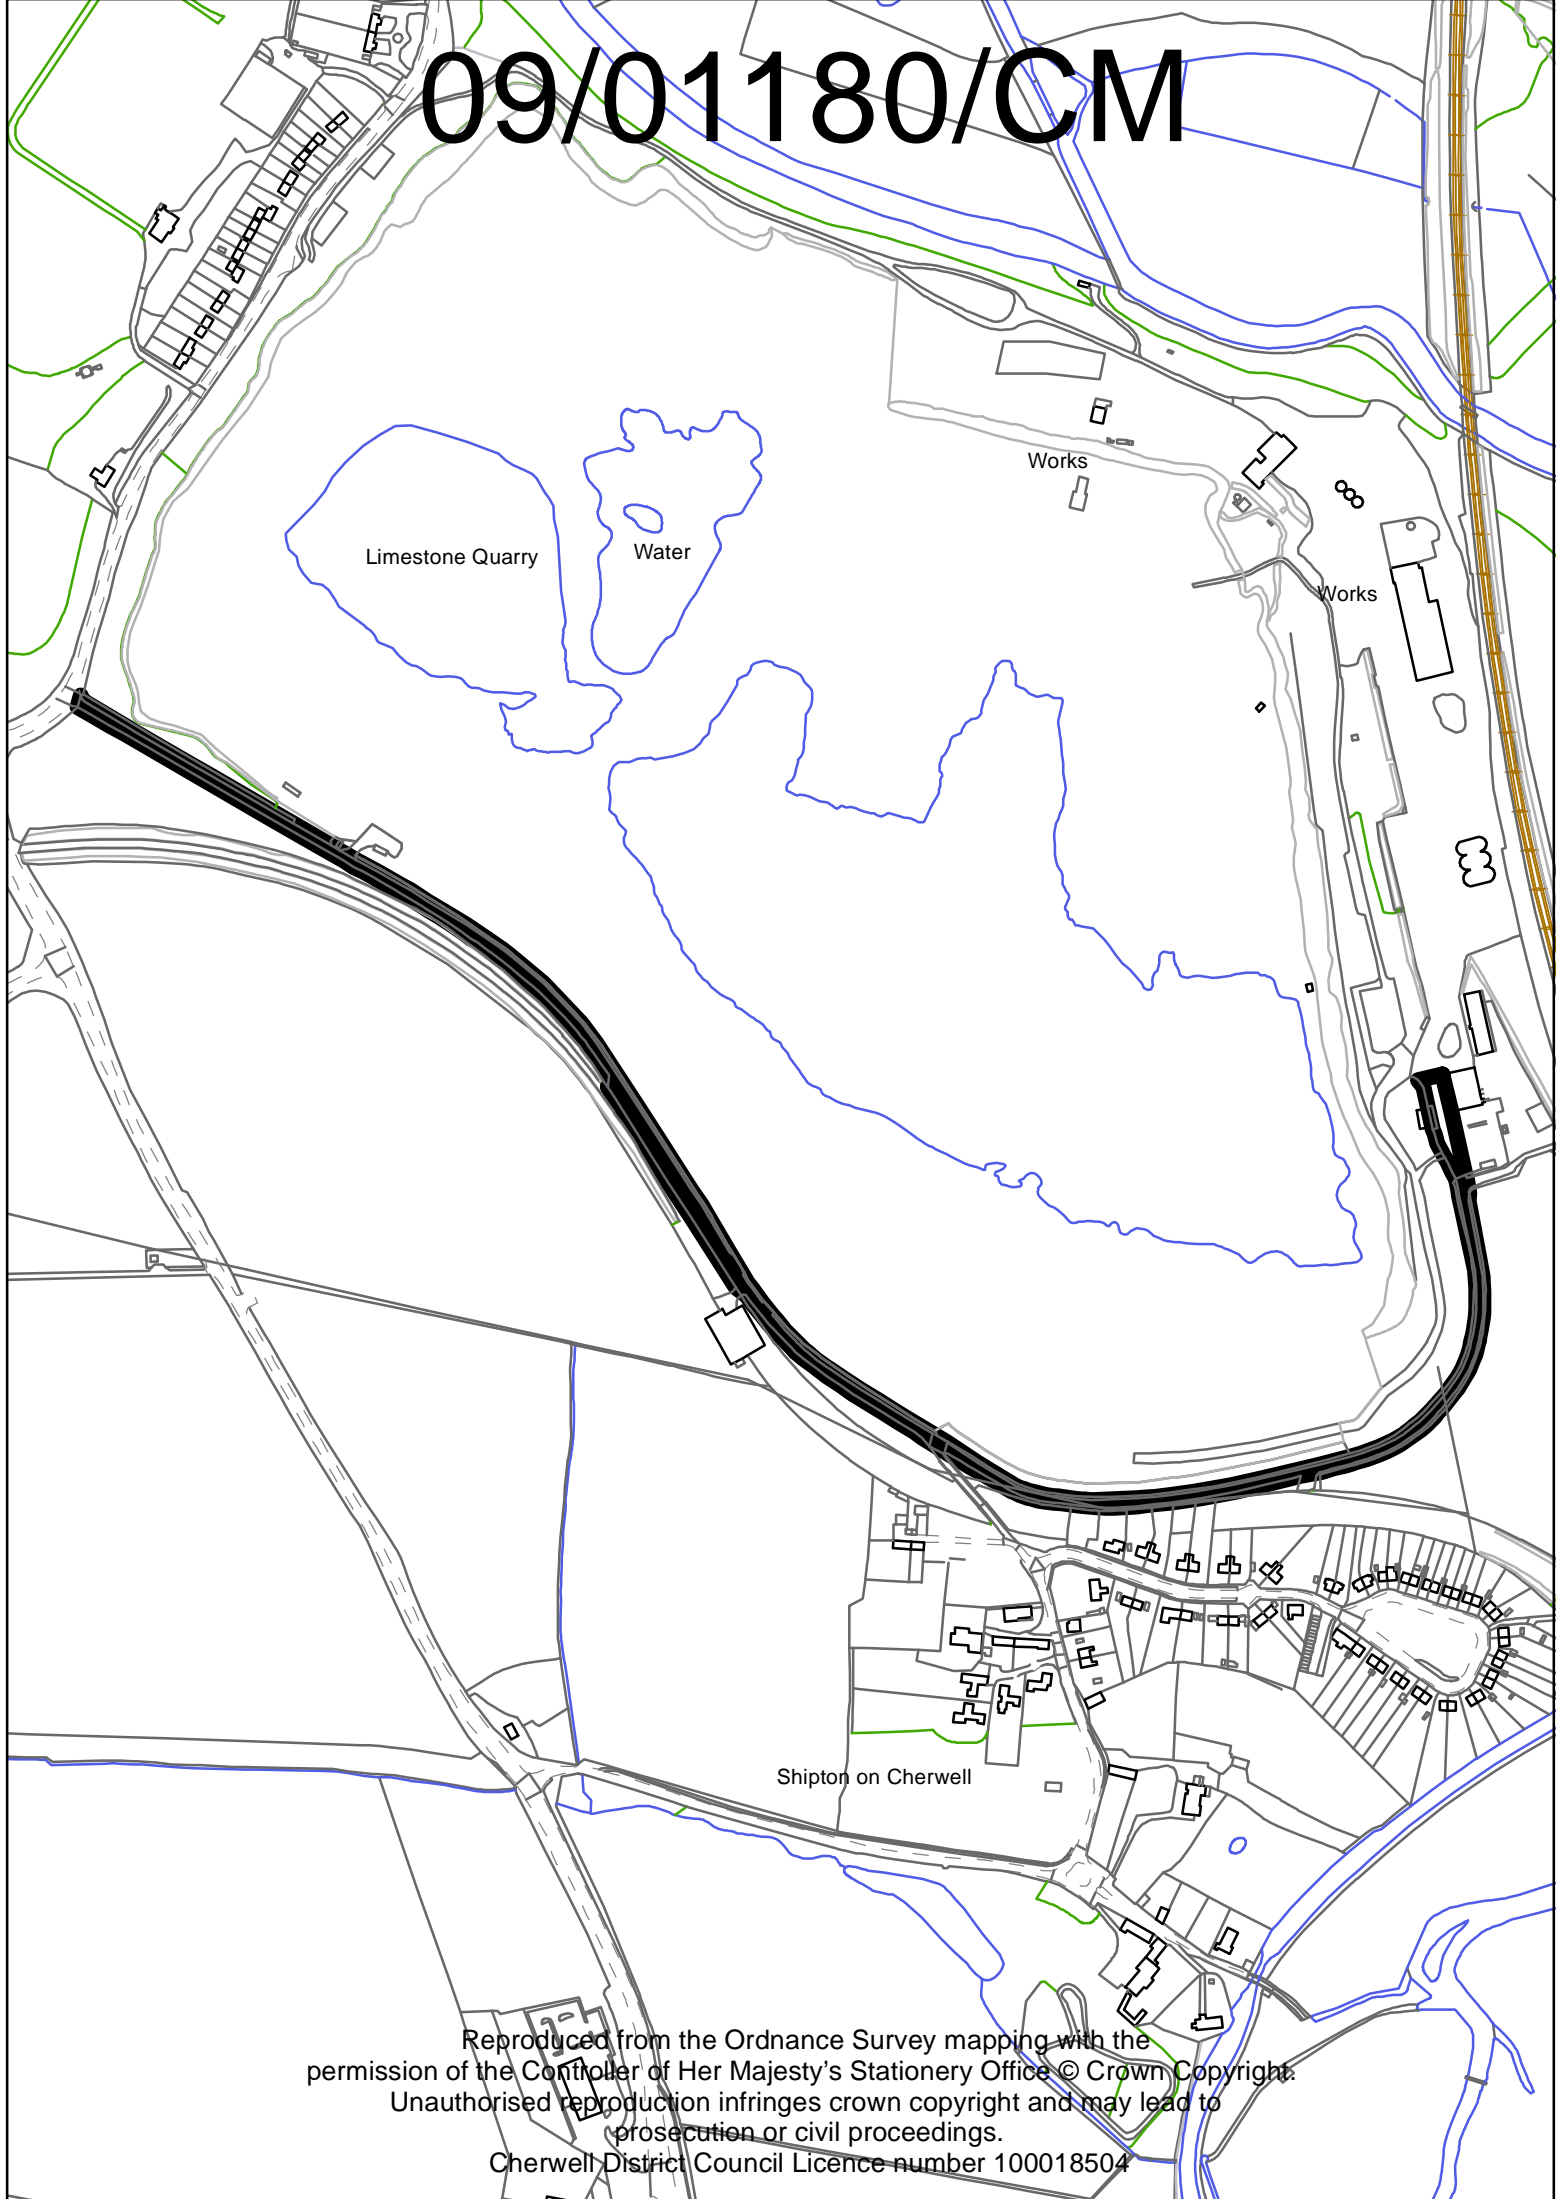 09/01180/CM
Works
Limestone Quarry
Water
Works
Shipton on Cherwell
Reproduced from the Ordnance Survey mapping with the
permission of the Controller of Her Majesty's Stationery Office © Crown Copyright.
Unauthorised reproduction infringes crown copyright and may lead to
prosecution or civil proceedings.
Cherwell District Council Licence number 100018504